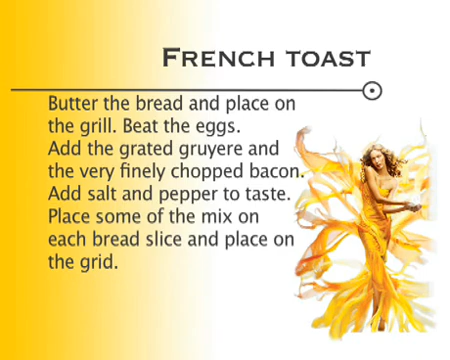 French toast
Butter the bread and place on
the grill. Beat the eggs.
Add the grated gruyere and
the very finely chopped bacon.
Add salt and pepper to taste.
Place some of the mix on
each bread slice and place on
the grid.